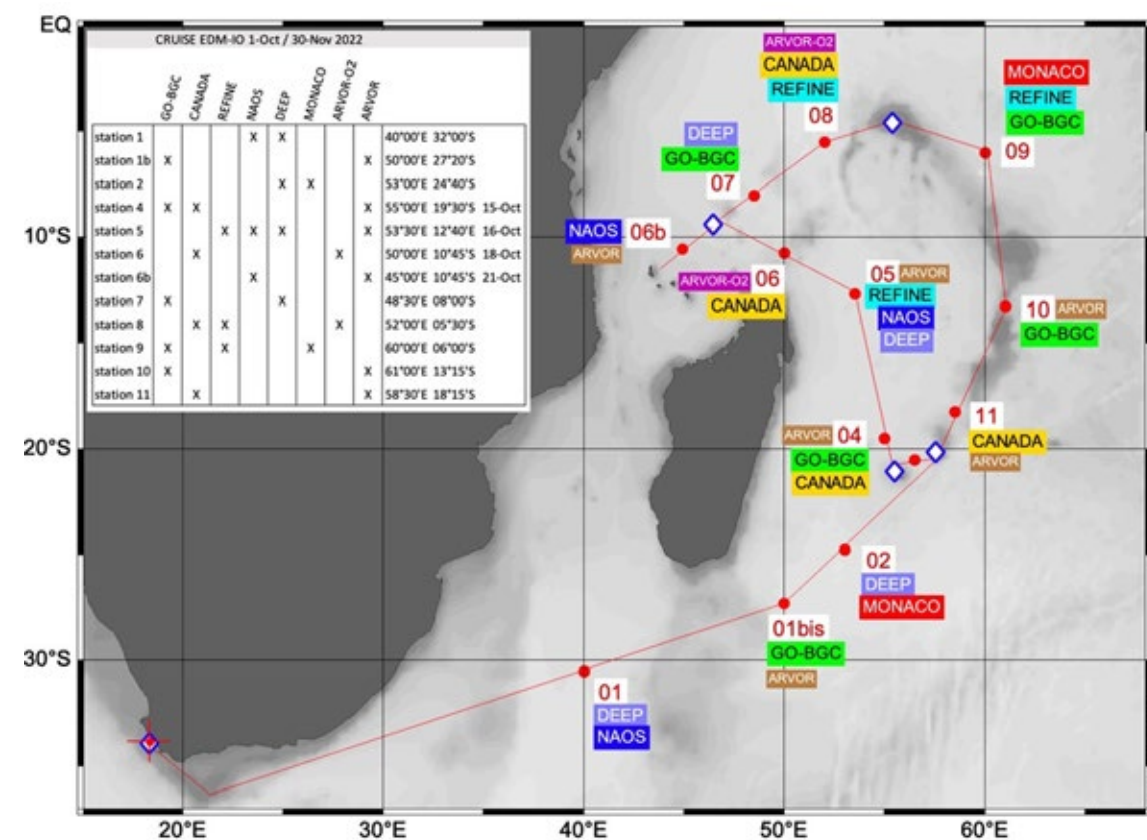 EQ
10°S
20°S
30°S
20°E
30°E
40°E
50°E
60°E
CRUISE EDM-IO 1-Oct / 30-Nov 2022
GO-BGC CANADA REFINE NAOS DEEP MONACO ARVOR-O2 ARVOR
station 1 X X 40°00'E 32°00'S
station 1b X X 50°00'E 27°20'S
station 2 X X 53°00'E 24°40'S
station 4 X X X 55°00'E 19°30'S 15-Oct
station 5 X X X X 53°30'E 12°40'E 16-Oct
station 6 X X 50°00'E 10°45'S 18-Oct
station 6b X X 45°00'E 10°45'S 21-Oct
station 7 X X 48°30'E 08°00'S
station 8 X X X 52°00'E 05°30'S
station 9 X X X 60°00'E 06°00'S
station 10 X X 61°00'E 13°15'S
station 11 X X 58°30'E 18°15'S
ARVOR-O2
CANADA
REFINE
08
MONACO
REFINE
GO-BGC
09
DEEP
GO-BGC
07
NAOS 06b
ARVOR
ARVOR-O2 06
CANADA
05 ARVOR
REFINE
NAOS
DEEP
10 ARVOR
GO-BGC
ARVOR 04
GO-BGC
CANADA
11
CANADA
ARVOR
02
DEEP
MONACO
01bis
GO-BGC
ARVOR
01
DEEP
NAOS